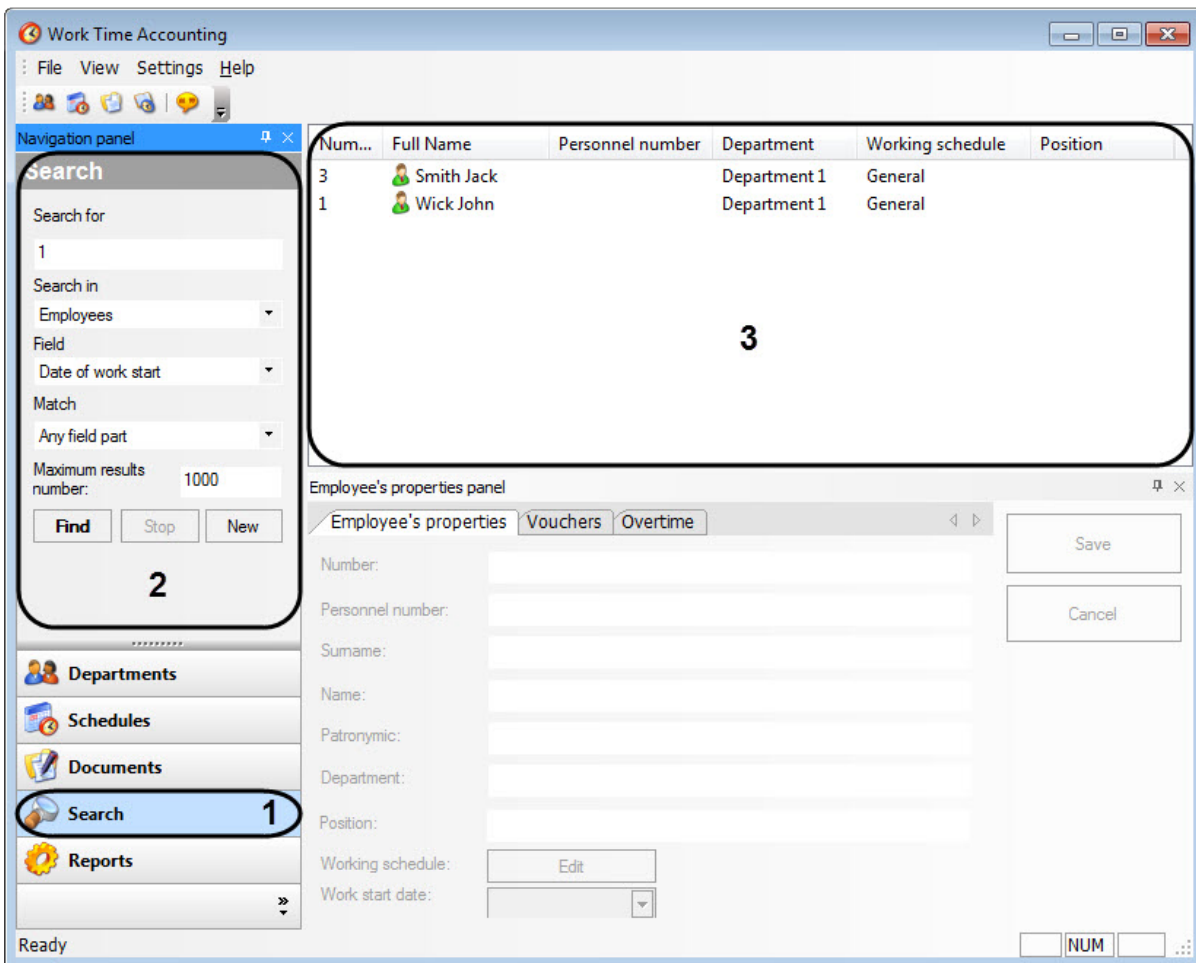 Work Time Accounting
File View Settings Help
Navigation panel
Search
Search for
1
Search in
Employees
Field
Date of work start
Match
Any field part
Maximum results
number:
1000
Find Stop New
2
Departments
Schedules
Documents
Search 1
Reports
Num... Full Name Personnel number Department Working schedule Position
3 Smith Jack Department 1 General
1 Wick John Department 1 General
3
Employee's properties panel
Employee's properties Vouchers Overtime
Number:
Personnel number:
Surname:
Name:
Patronymic:
Department:
Position:
Working schedule: Edit
Work start date:
Save
Cancel
Ready NUM